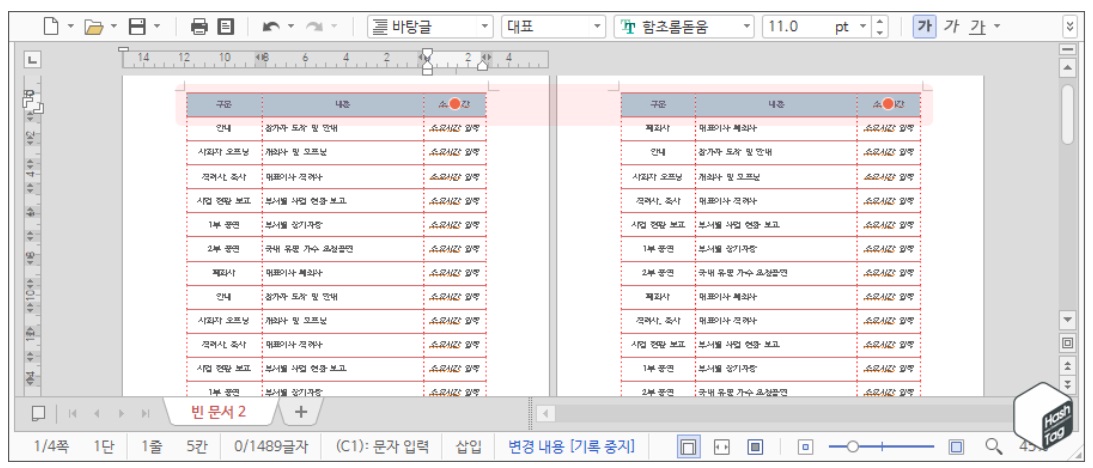 바탕글 대표 함초롬돋움 11.0 pt 가 가 가
14 12 10 8 6 4 2 2 4
구분 내용 구분 내용
안내 참가자 도착 및 안내 소요시간 입력 폐회사 대표이사 폐회사 소요시간 입력
사회자 오프닝 개회사 및 오프닝 소요시간 입력 안내 참가자 도착 및 안내 소요시간 입력
격려사, 축사 대표이사 격려사 소요시간 입력 사회자 오프닝 개회사 및 오프닝 소요시간 입력
사업 현황 보고 부서별 사업 현황 보고 소요시간 입력 격려사, 축사 대표이사 격려사 소요시간 입력
1부 공연 부서별 장기자랑 소요시간 입력 사업 현황 보고 부서별 사업 현황 보고 소요시간 입력
2부 공연 국내 유명 가수 초청공연 소요시간 입력 1부 공연 부서별 장기자랑 소요시간 입력
폐회사 대표이사 폐회사 소요시간 입력 2부 공연 국내 유명 가수 초청공연 소요시간 입력
안내 참가자 도착 및 안내 소요시간 입력 폐회사 대표이사 폐회사 소요시간 입력
사회자 오프닝 개회사 및 오프닝 소요시간 입력 격려사, 축사 대표이사 격려사 소요시간 입력
격려사, 축사 대표이사 격려사 소요시간 입력 사업 현황 보고 부서별 사업 현황 보고 소요시간 입력
사업 현황 보고 부서별 사업 현황 보고 소요시간 입력 1부 공연 부서별 장기자랑 소요시간 입력
1부 공연 부서별 장기자랑 소요시간 입력 2부 공연 국내 유명 가수 초청공연 소요시간 입력
빈 문서 2
Hash
Tag
1/4쪽 1단 1줄 5칸 0/1489글자 (C1): 문자 입력 삽입 변경 내용 [기록 중지]